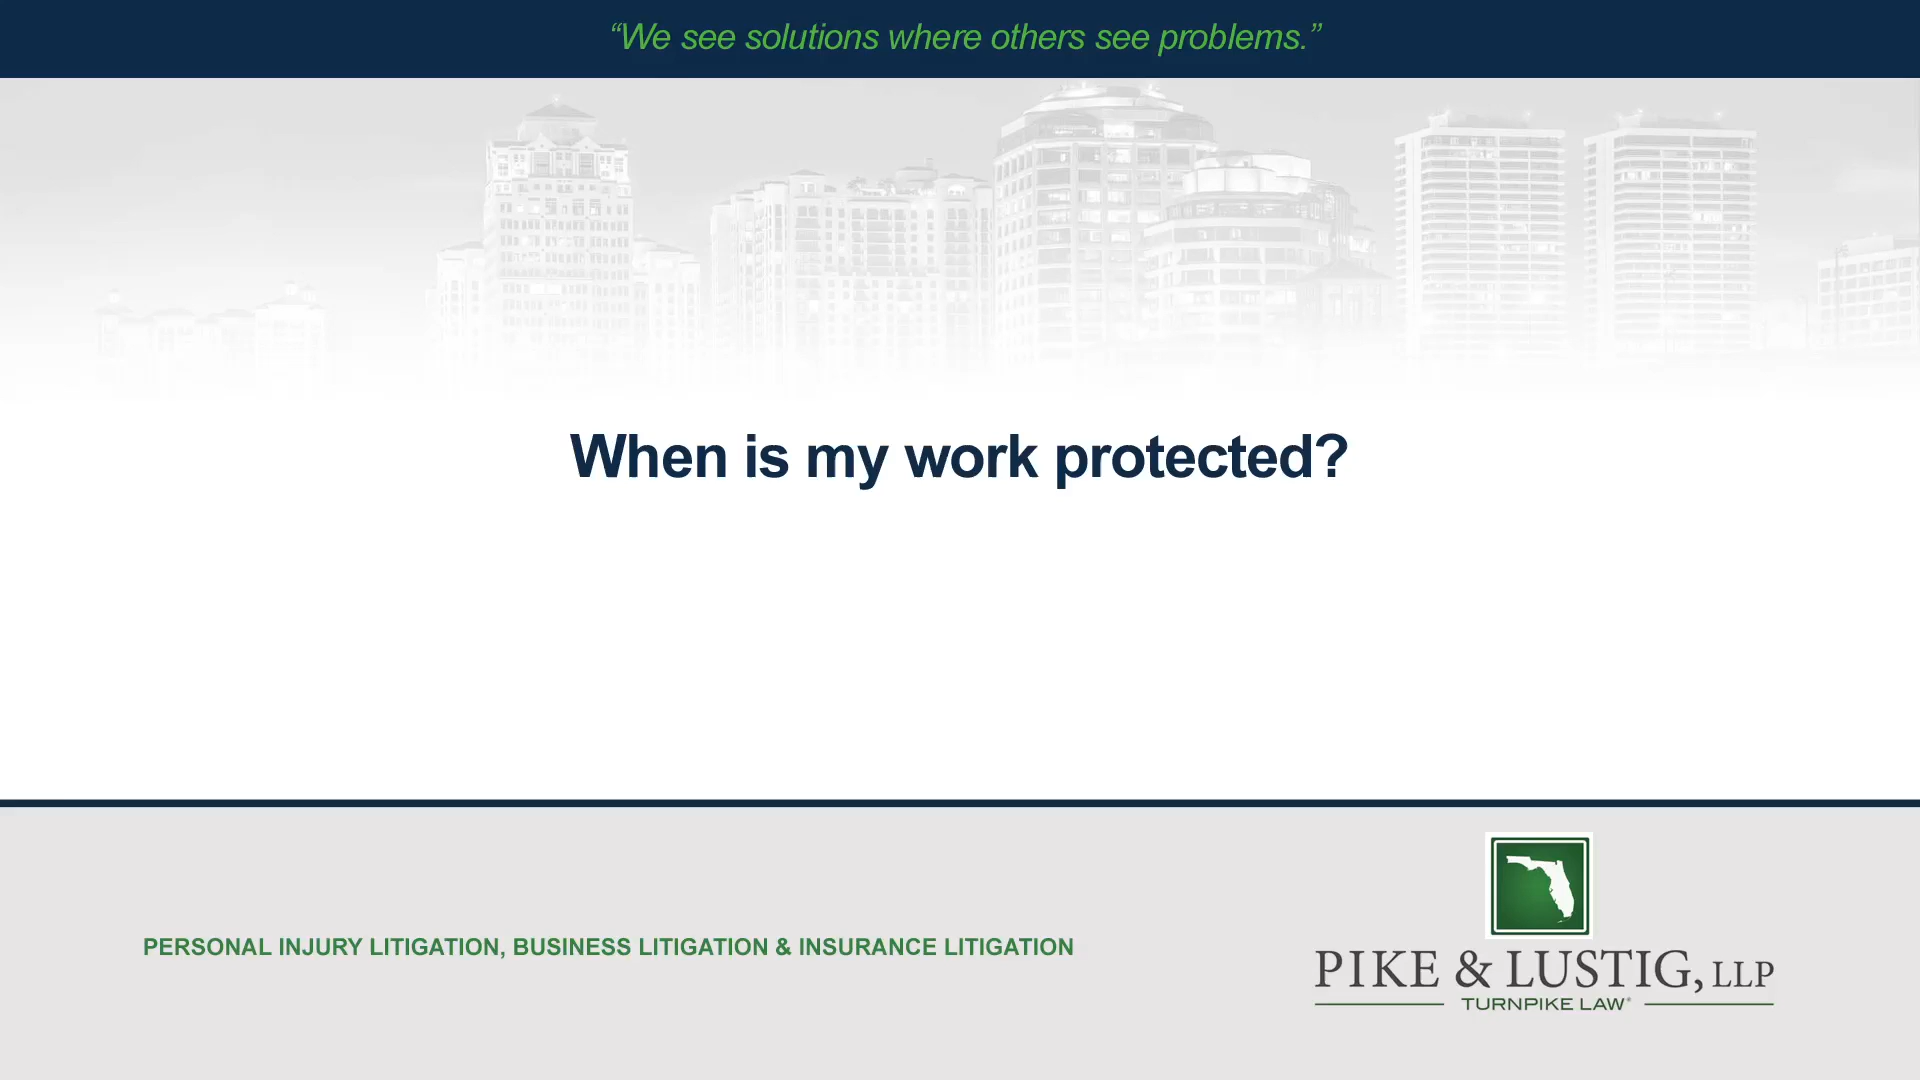 “We see solutions where others see problems.”
When is my work protected?
PERSONAL INJURY LITIGATION, BUSINESS LITIGATION & INSURANCE LITIGATION
PIKE & LUSTIG, LLP
TURNPIKE LAW®